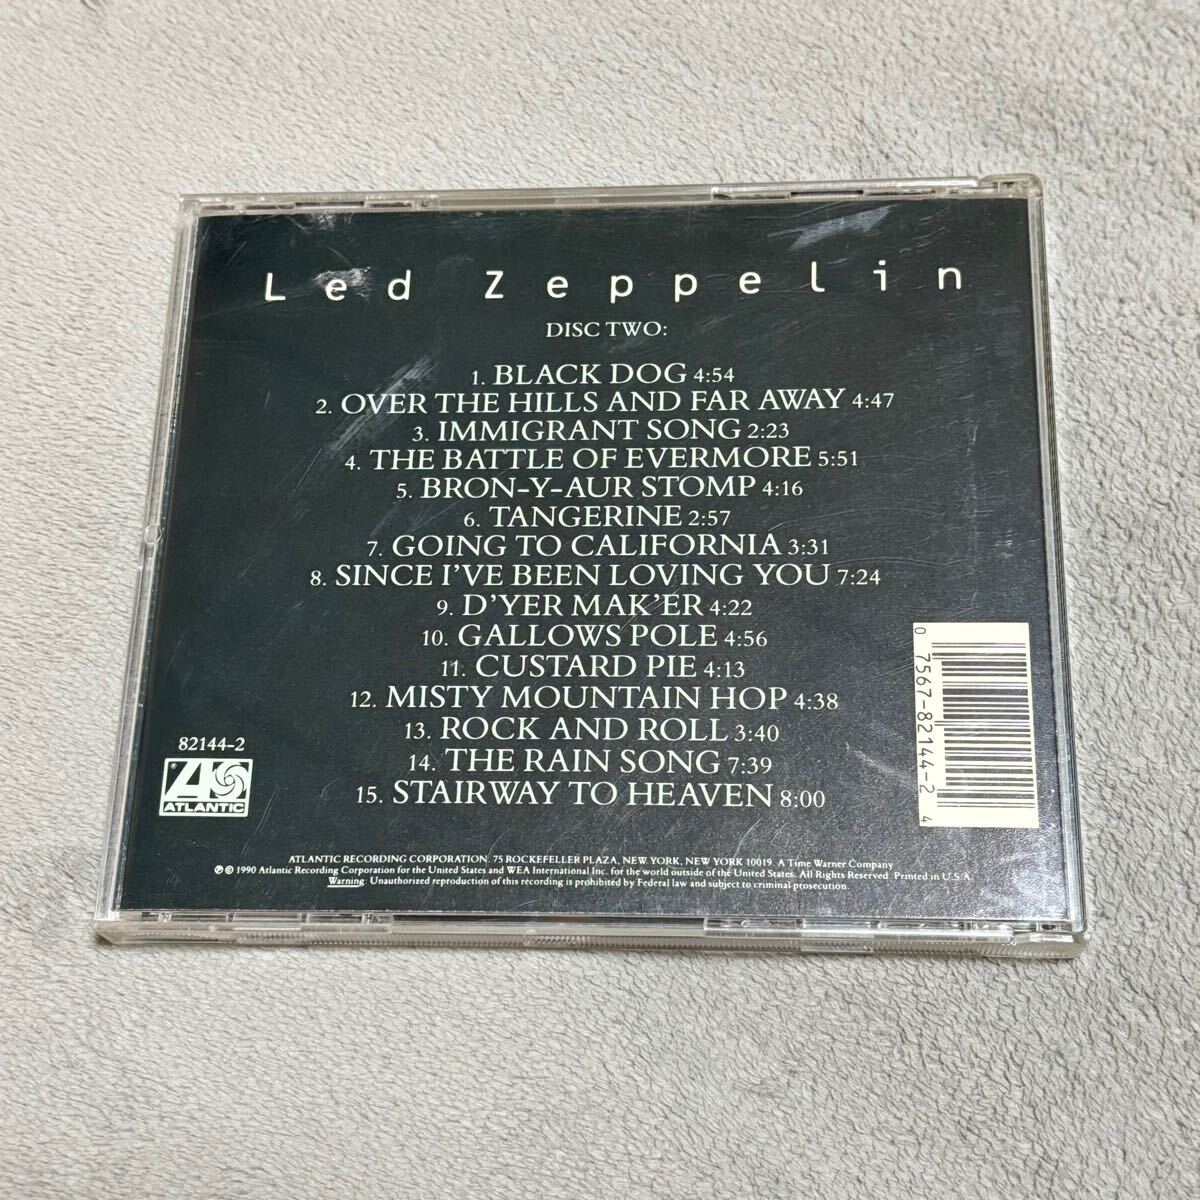 Led Zeppelin
DISC TWO:
1. BLACK DOG 4:54
2. OVER THE HILLS AND FAR AWAY 4:47
3. IMMIGRANT SONG 2:23
4. THE BATTLE OF EVERMORE 5:51
5. BRON-Y-AUR STOMP 4:16
6. TANGERINE 2:57
7. GOING TO CALIFORNIA 3:31
8. SINCE I'VE BEEN LOVING YOU 7:24
9. D'YER MAK'ER 4:22
10. GALLOWS POLE 4:56
11. CUSTARD PIE 4:13
12. MISTY MOUNTAIN HOP 4:38
13. ROCK AND ROLL 3:40
14. THE RAIN SONG 7:39
15. STAIRWAY TO HEAVEN 8:00
82144-2
ATLANTIC
0 7567-82144-2 4
ATLANTIC RECORDING CORPORATION. 75 ROCKEFELLER PLAZA, NEW YORK, NEW YORK 10019. A Time Warner Company
℗ © 1990 Atlantic Recording Corporation for the United States and WEA International Inc. for the world outside of the United States. All Rights Reserved. Printed in U.S.A.
Warning: Unauthorized reproduction of this recording is prohibited by Federal law and subject to criminal prosecution.